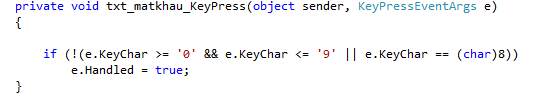 private void txt_matkhau_KeyPress(object sender, KeyPressEventArgs e)
{
if (!(e.KeyChar >= '0' && e.KeyChar <= '9' || e.KeyChar == (char)8))
e.Handled = true;
}